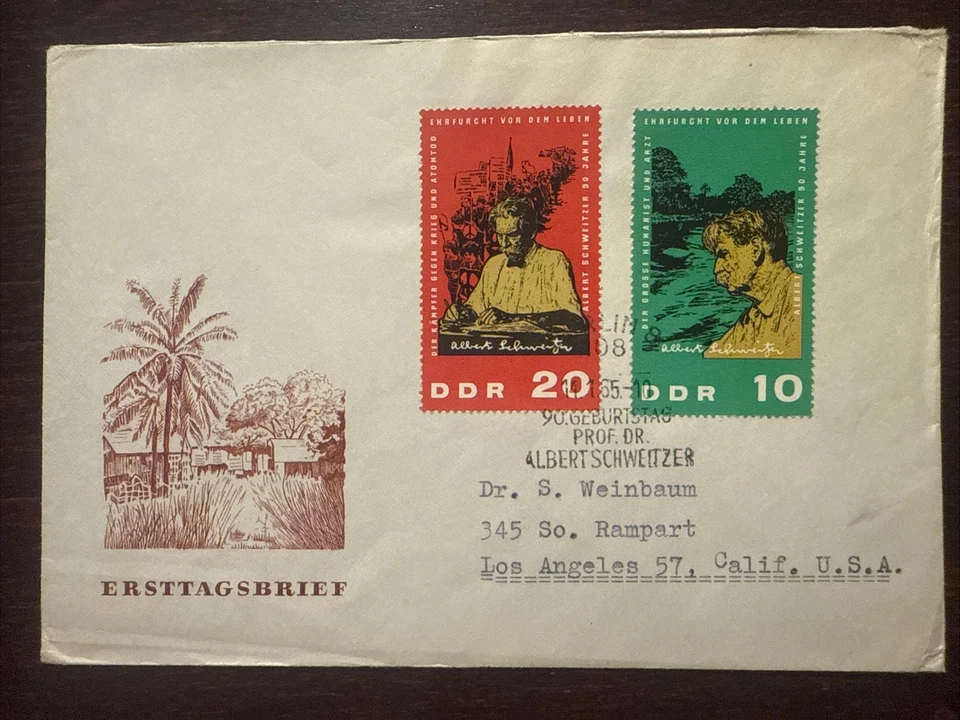 EHRFURCHT VOR DEM LEBEN
DER KÄMPFER GEGEN KRIEG UND ATOMTOD
ALBERT SCHWEITZER 90 JAHRE
Albert Schweitzer
DDR 20
EHRFURCHT VOR DEM LEBEN
DER GROSSE HUMANIST UND ARZT
ALBERT SCHWEITZER 90 JAHRE
Albert Schweitzer
DDR 10
90.GEBURTSTAG
PROF. DR.
ALBERT SCHWEITZER
Dr. S. Weinbaum
345 So. Rampart
Los Angeles 57, Calif. U.S.A.
ERSTTAGSBRIEF